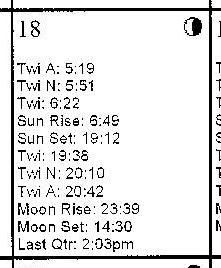 18
Twi A: 5:19
Twi N: 5:51
Twi: 6:22
Sun Rise: 6:49
Sun Set: 19:12
Twi: 19:38
Twi N: 20:10
Twi A: 20:42
Moon Rise: 23:39
Moon Set: 14:30
Last Qtr: 2:03pm